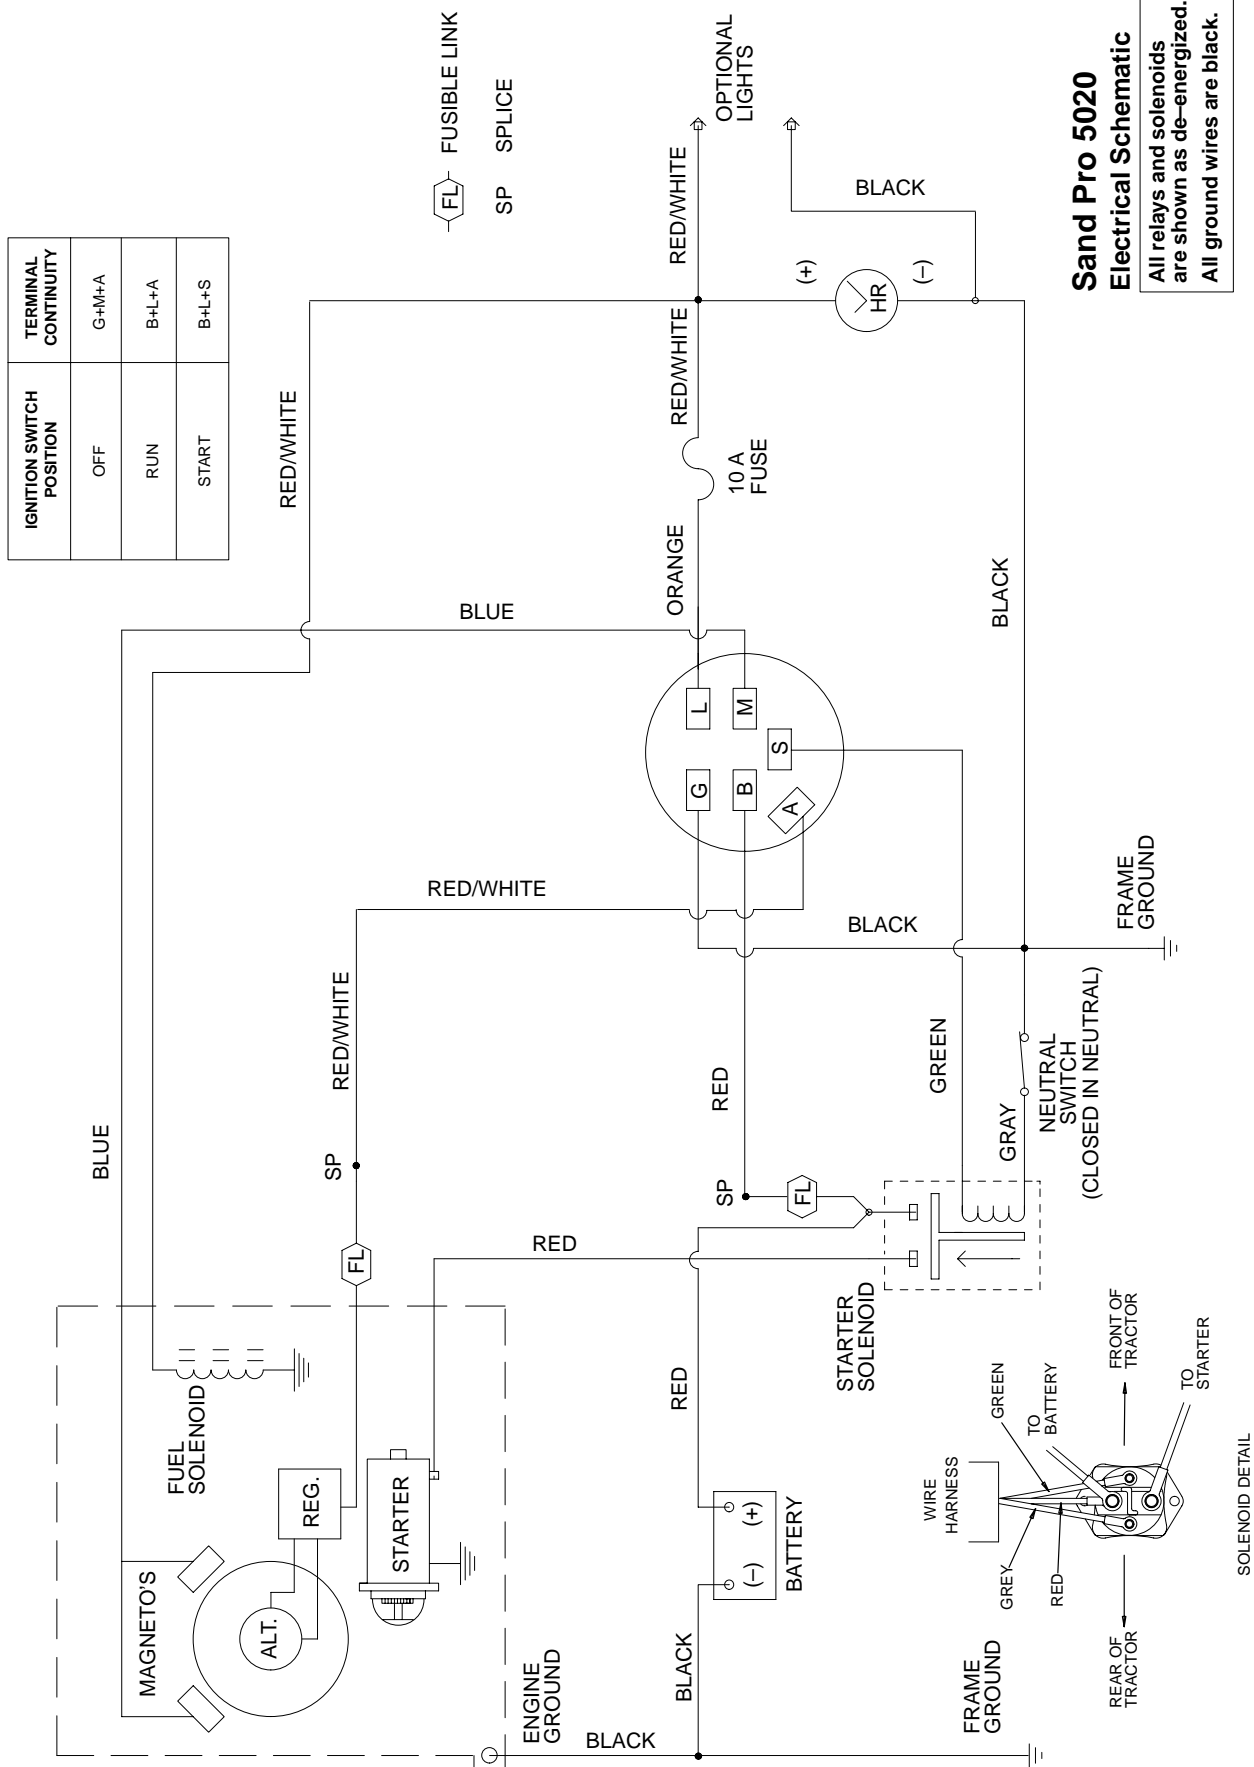 IGNITION SWITCH
POSITION
TERMINAL
CONTINUITY
OFF
G+M+A
RUN
B+L+A
START
B+L+S
FL
FUSIBLE LINK
SP
SPLICE
BLUE
RED/WHITE
BLUE
MAGNETO'S
ALT.
REG.
FUEL
SOLENOID
STARTER
FL
SP
RED/WHITE
RED/WHITE
RED
ENGINE
GROUND
BLACK
BLACK
FRAME
GROUND
(–)
(+)
BATTERY
RED
SP
FL
RED
STARTER
SOLENOID
GREEN
GRAY
NEUTRAL
SWITCH
(CLOSED IN NEUTRAL)
BLACK
FRAME
GROUND
G
L
B
M
A
S
ORANGE
10 A
FUSE
RED/WHITE
RED/WHITE
OPTIONAL
LIGHTS
BLACK
(+)
HR
(–)
BLACK
WIRE
HARNESS
GREY
RED
GREEN
TO
BATTERY
TO
STARTER
REAR OF
TRACTOR
FRONT OF
TRACTOR
SOLENOID DETAIL
Sand Pro 5020
Electrical Schematic
All relays and solenoids
are shown as de–energized.
All ground wires are black.